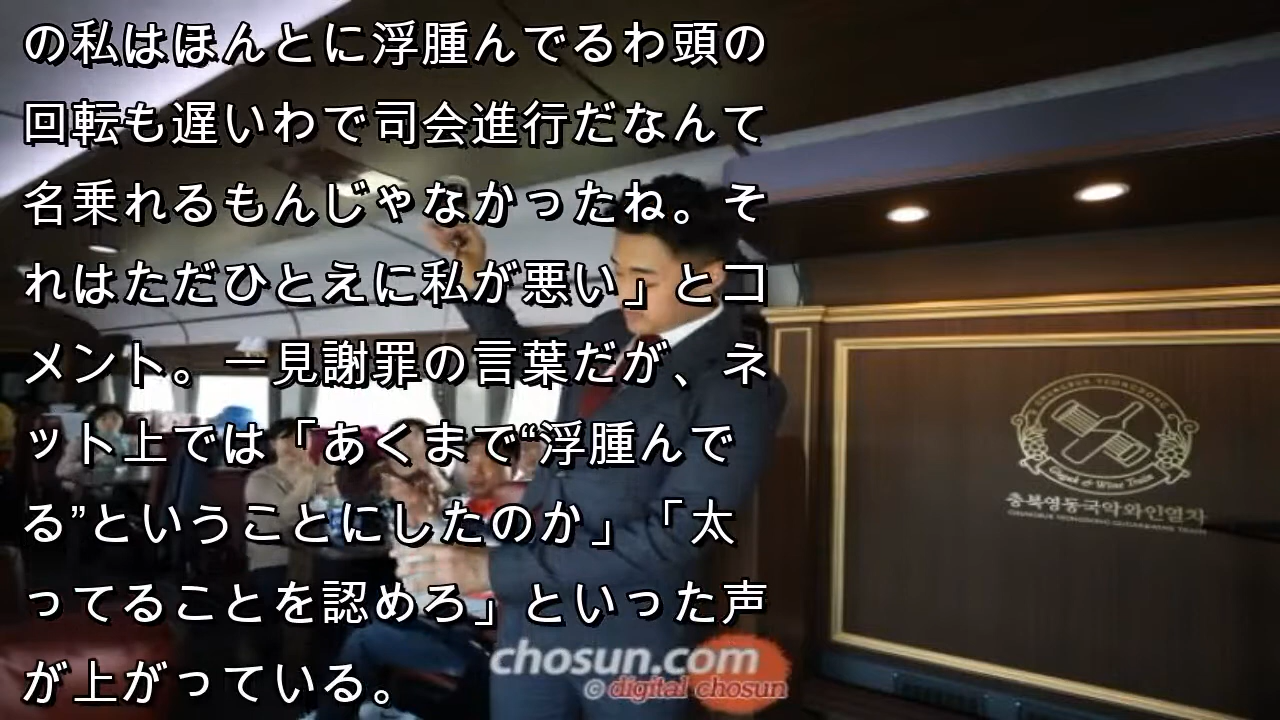 の私はほんとに浮腫んでるわ頭の
回転も遅いわで司会進行だなんて
名乗れるもんじゃなかったね。そ
れはただひとえに私が悪い」とコ
メント。一見謝罪の言葉だが、ネ
ット上では「あくまで“浮腫んで
る”ということにしたのか」「太
ってることを認めろ」といった声
が上がっている。
CHUNGBUK YEONGDONG
Gugak & Wine Train
충북영동국악와인열차
chosun.com
© digital chosun